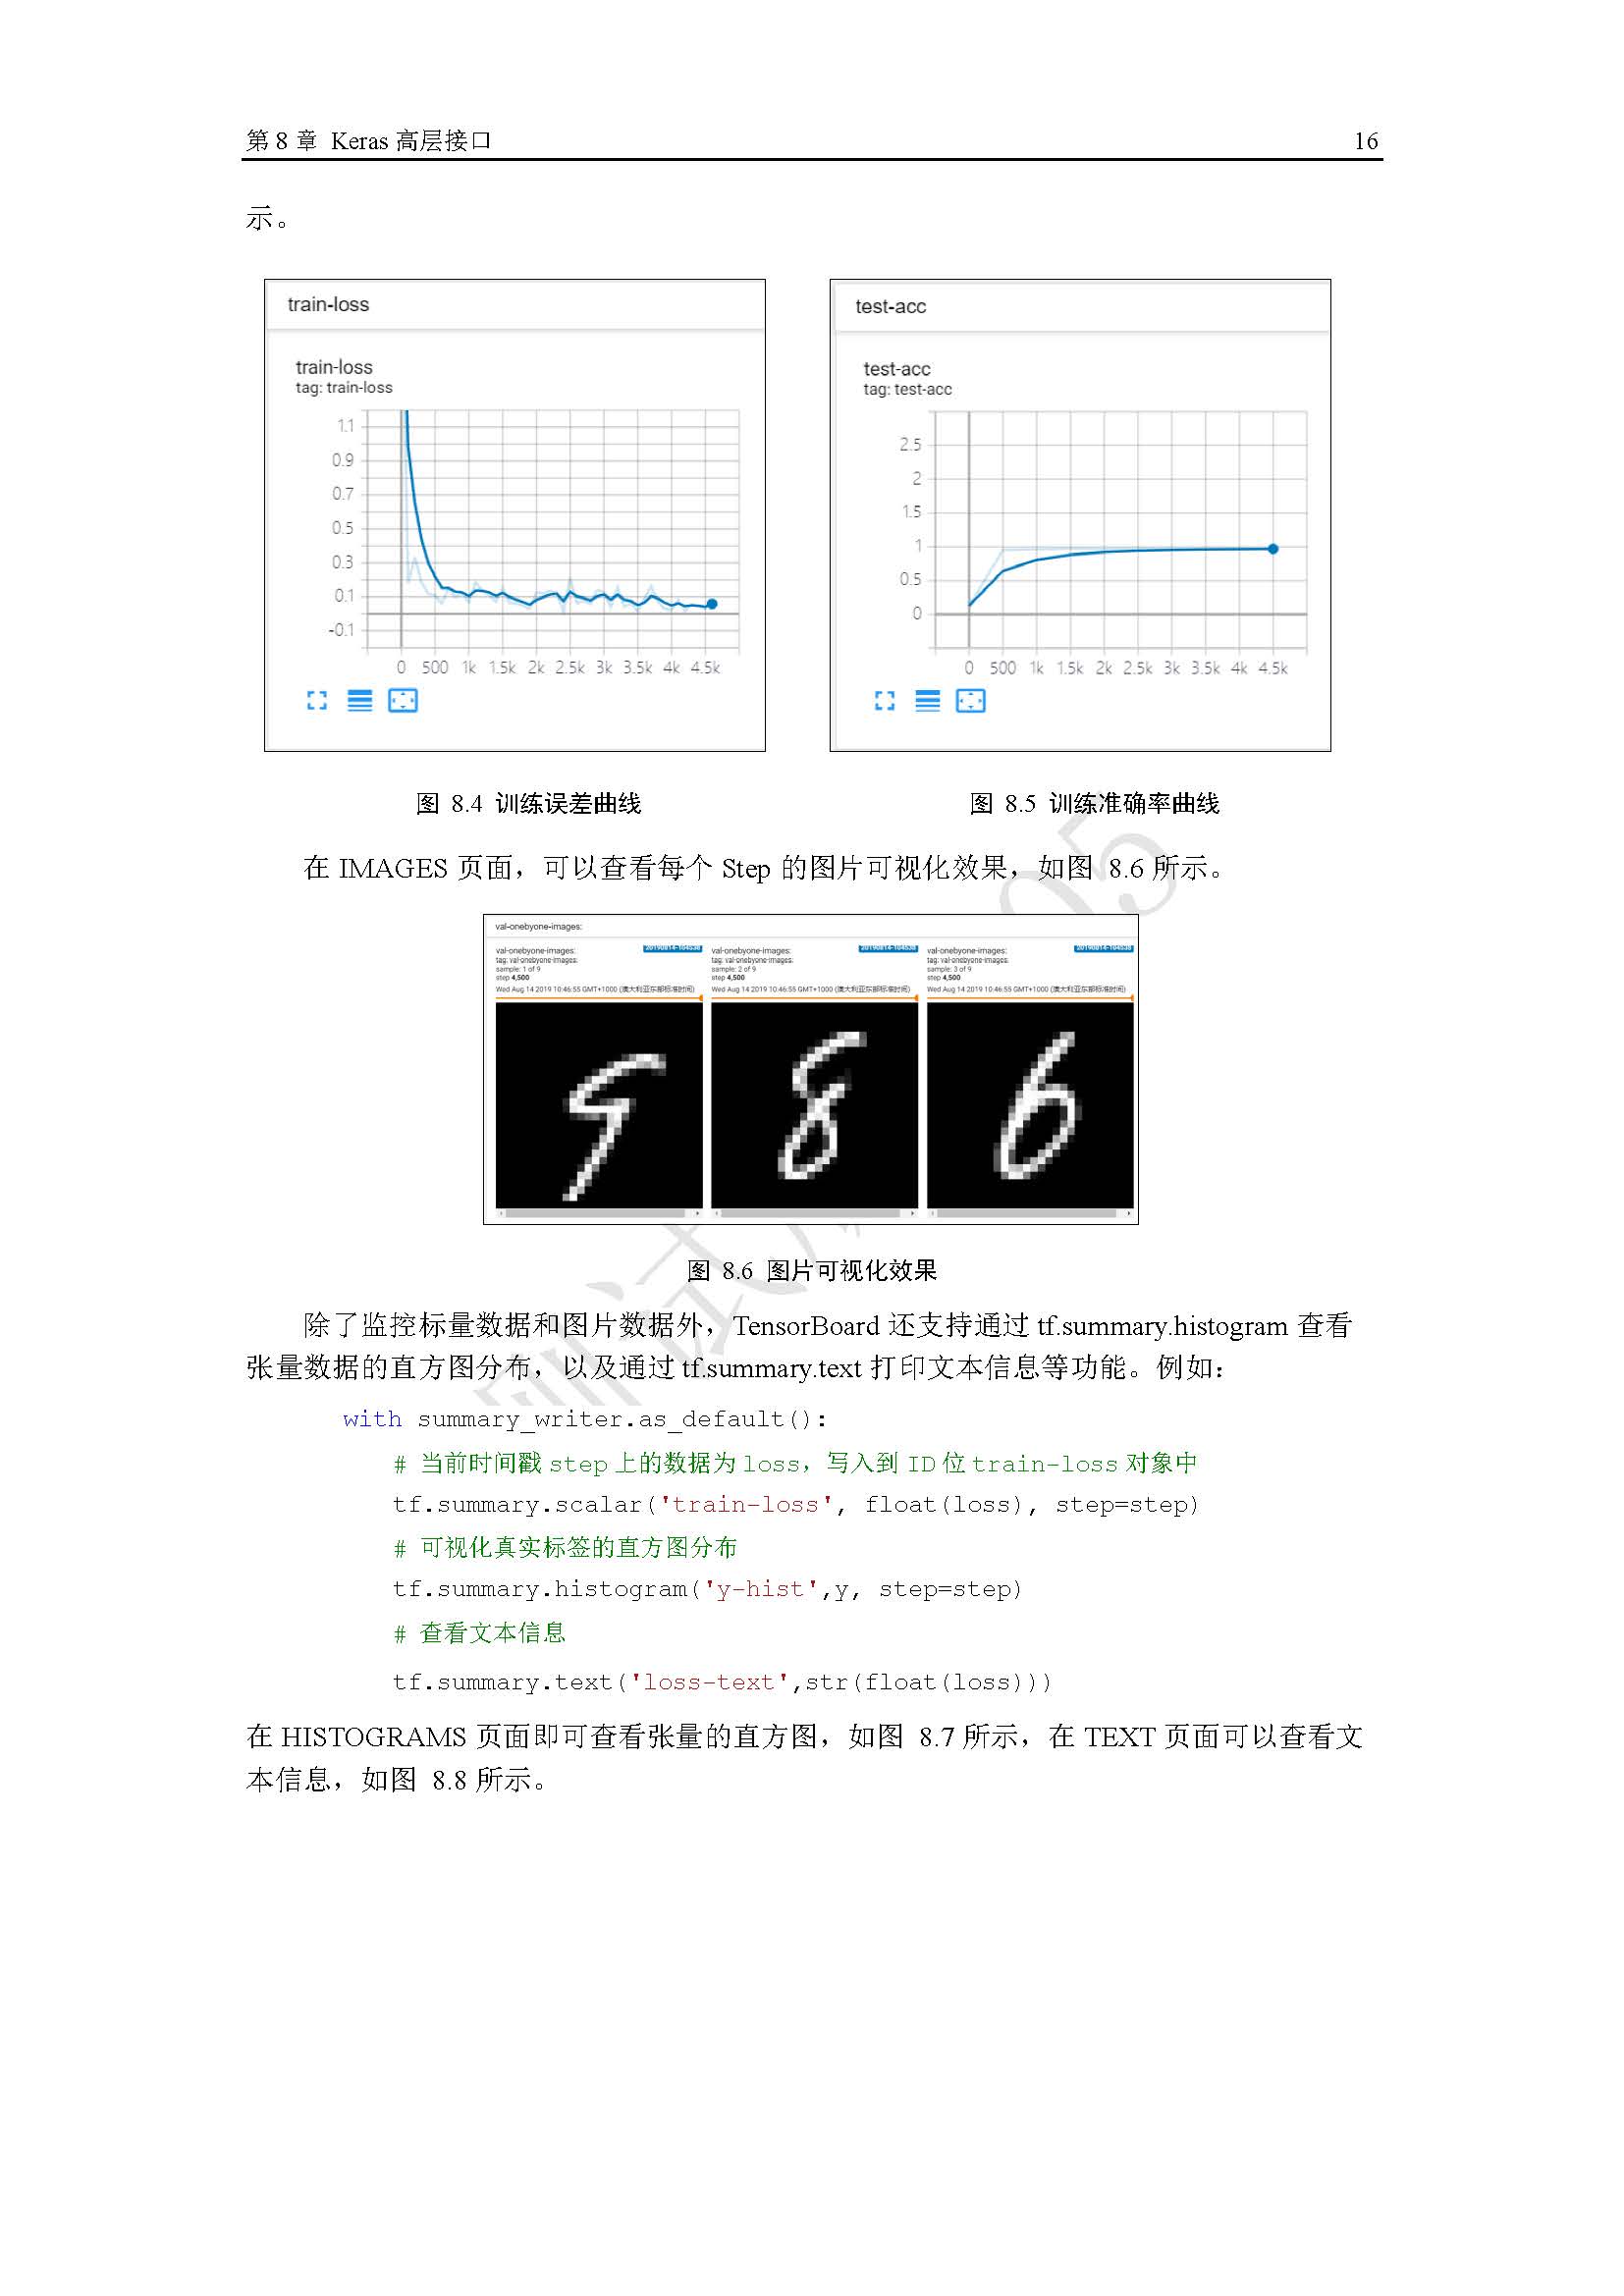 第 8 章 Keras 高层接口 16
示。
train-loss
train-loss
tag: train-loss
1.1
0.9
0.7
0.5
0.3
0.1
-0.1
0 500 1k 1.5k 2k 2.5k 3k 3.5k 4k 4.5k
test-acc
test-acc
tag: test-acc
2.5
2
1.5
1
0.5
0
0 500 1k 1.5k 2k 2.5k 3k 3.5k 4k 4.5k
图 8.4 训练误差曲线
图 8.5 训练准确率曲线
在 IMAGES 页面，可以查看每个 Step 的图片可视化效果，如图 8.6 所示。
val-onebyone-images:
val-onebyone-images:
tag: val-onebyone-images:
sample: 1 of 9
step 4,500
Wed Aug 14 2019 10:46:55 GMT+1000 (澳大利亚东部标准时间)
val-onebyone-images:
tag: val-onebyone-images:
sample: 2 of 9
step 4,500
Wed Aug 14 2019 10:46:55 GMT+1000 (澳大利亚东部标准时间)
val-onebyone-images:
tag: val-onebyone-images:
sample: 3 of 9
step 4,500
Wed Aug 14 2019 10:46:55 GMT+1000 (澳大利亚东部标准时间)
9 8 6
图 8.6 图片可视化效果
除了监控标量数据和图片数据外，TensorBoard 还支持通过 tf.summary.histogram 查看
张量数据的直方图分布，以及通过 tf.summary.text 打印文本信息等功能。例如：
with summary_writer.as_default():
# 当前时间戳 step 上的数据为 loss，写入到 ID 位 train-loss 对象中
tf.summary.scalar('train-loss', float(loss), step=step)
# 可视化真实标签的直方图分布
tf.summary.histogram('y-hist',y, step=step)
# 查看文本信息
tf.summary.text('loss-text',str(float(loss)))
在 HISTOGRAMS 页面即可查看张量的直方图，如图 8.7 所示，在 TEXT 页面可以查看文
本信息，如图 8.8 所示。